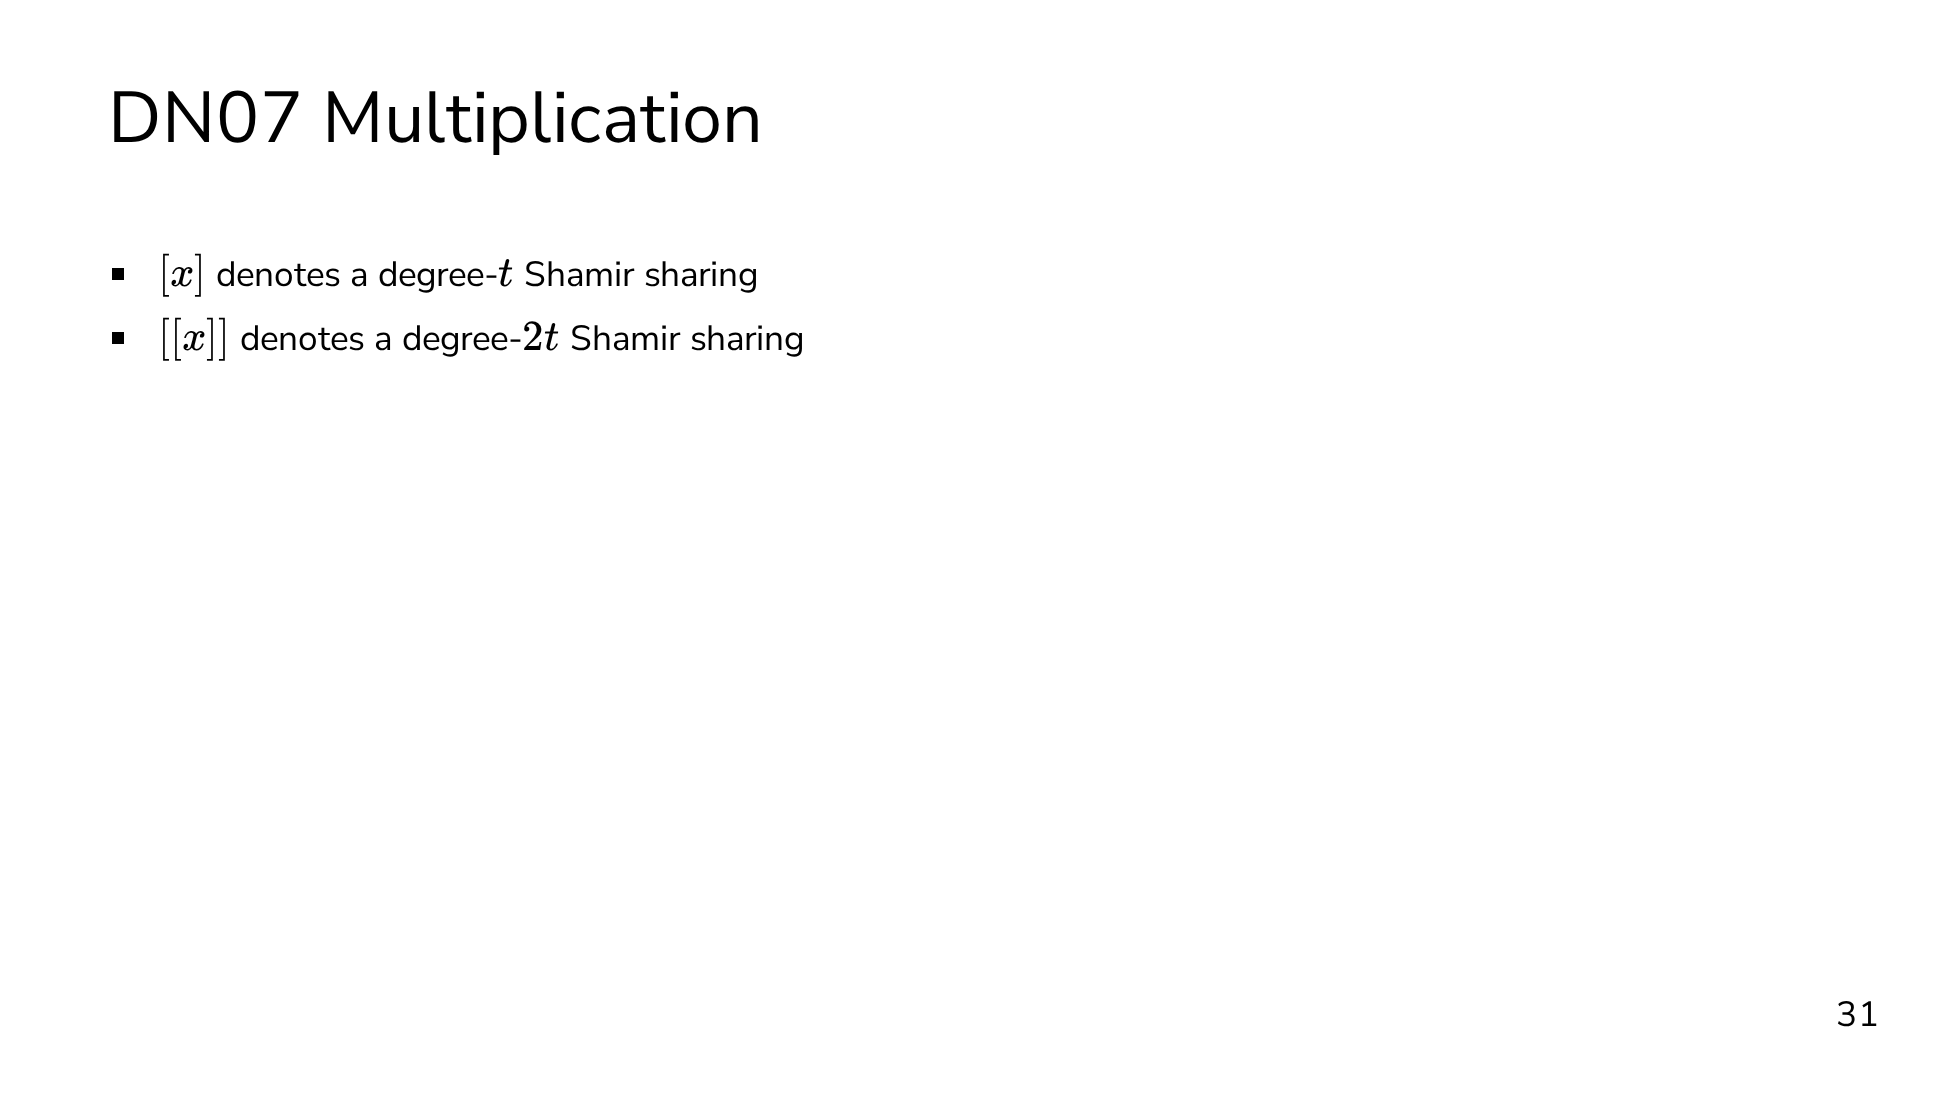 DN07 Multiplication
▪ [x] denotes a degree-t Shamir sharing
▪ [[x]] denotes a degree-2t Shamir sharing
31